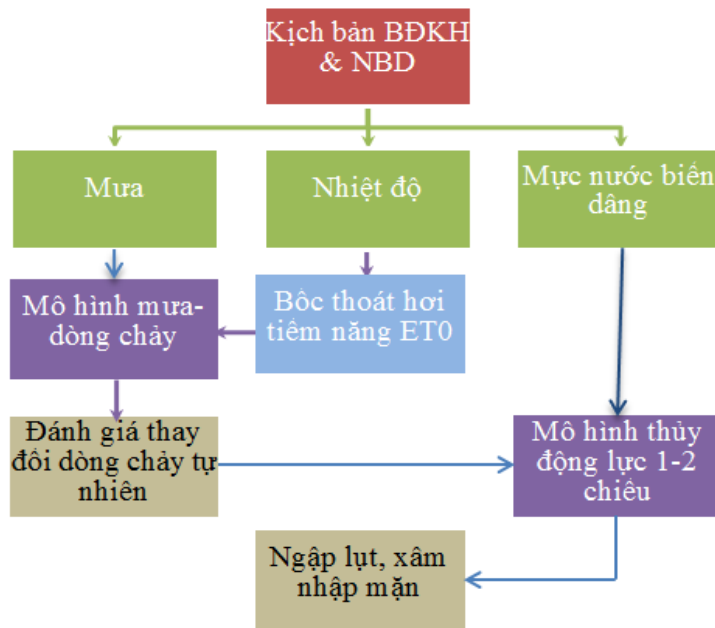 Kịch bản BĐKH
& NBD
Mưa
Nhiệt độ
Mực nước biển
dâng
Mô hình mưa-
dòng chảy
Bốc thoát hơi
tiềm năng ET0
Đánh giá thay
đổi dòng chảy tự
nhiên
Mô hình thủy
động lực 1-2
chiều
Ngập lụt, xâm
nhập mặn